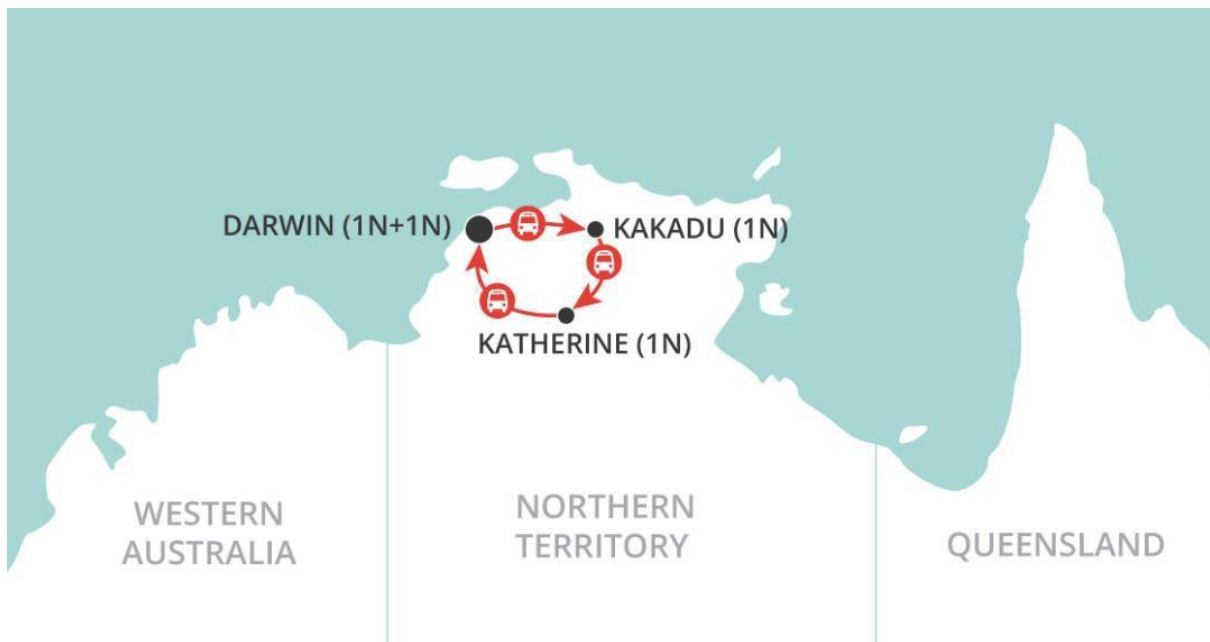 DARWIN (1N+1N)
KAKADU (1N)
KATHERINE (1N)
WESTERN
AUSTRALIA
NORTHERN
TERRITORY
QUEENSLAND